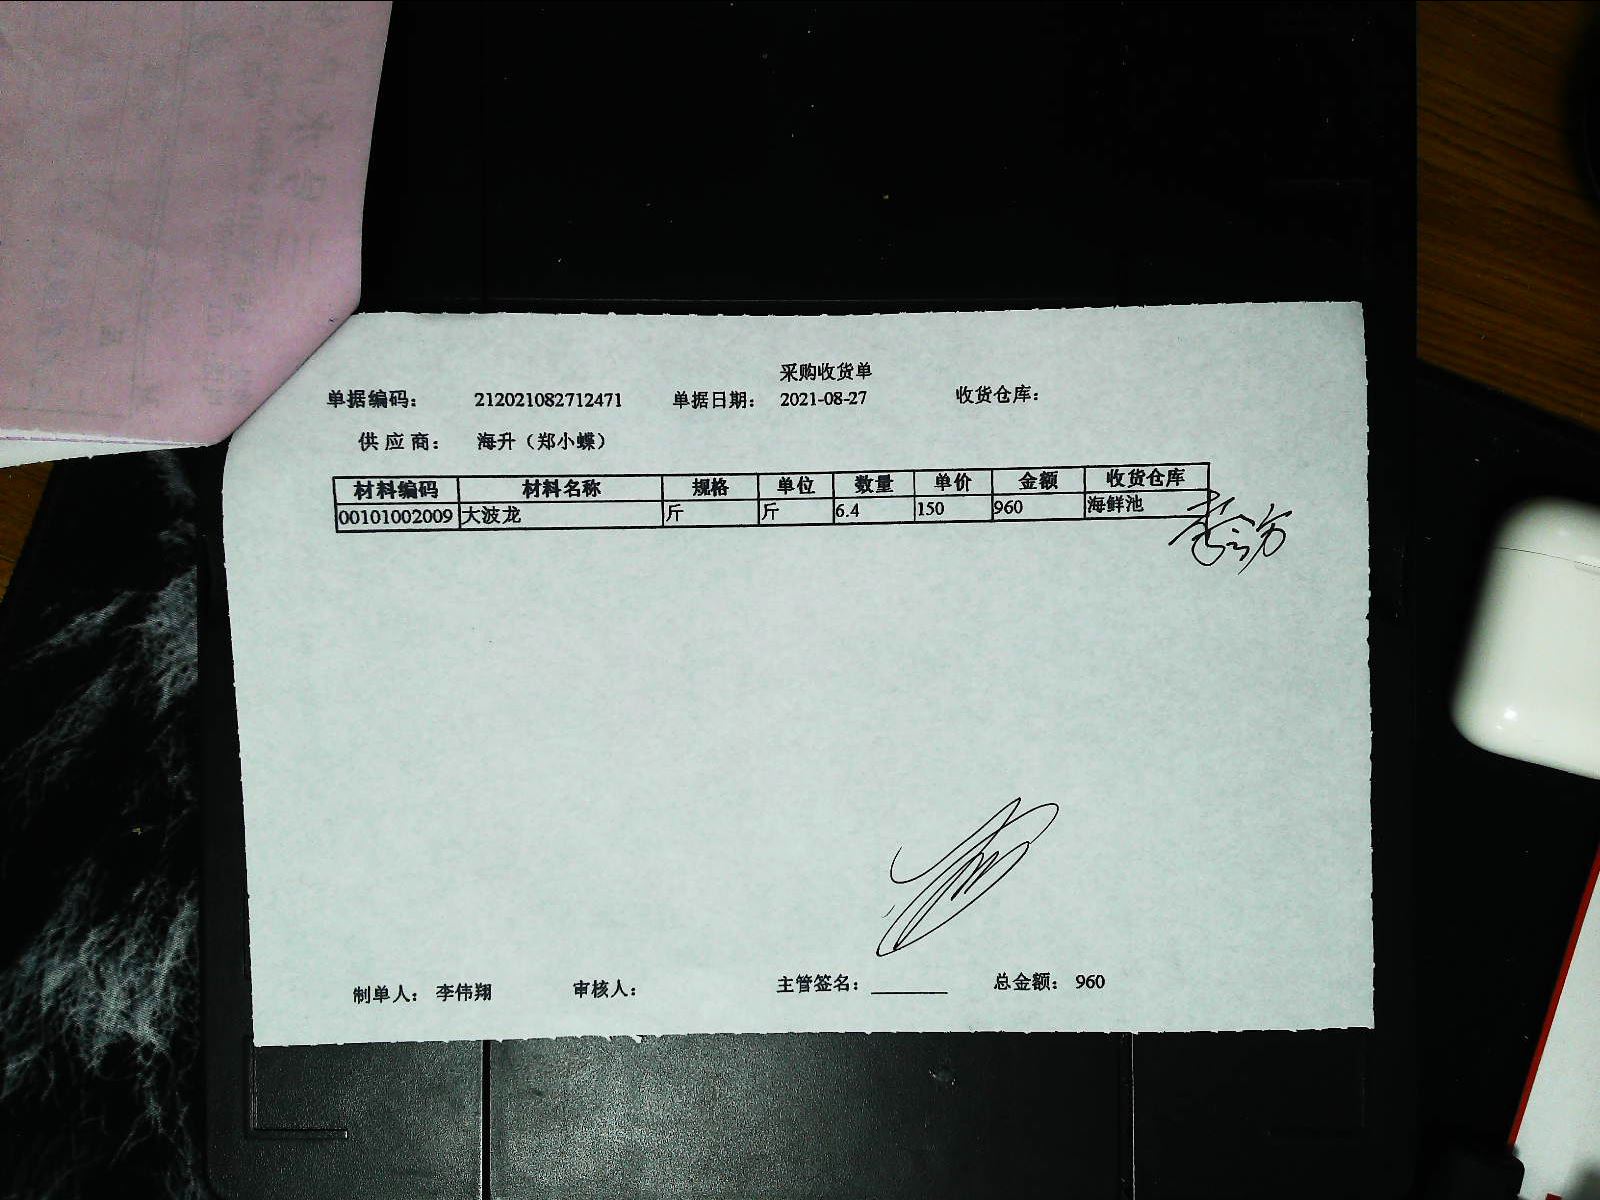 采购收货单
单据编码： 212021082712471 单据日期： 2021-08-27 收货仓库：
供应商： 海升（郑小蝶）
材料编码 材料名称 规格 单位 数量 单价 金额 收货仓库
00101002009 大波龙 斤 斤 6.4 150 960 海鲜池
制单人： 李伟翔 审核人： 主管签名： 总金额： 960